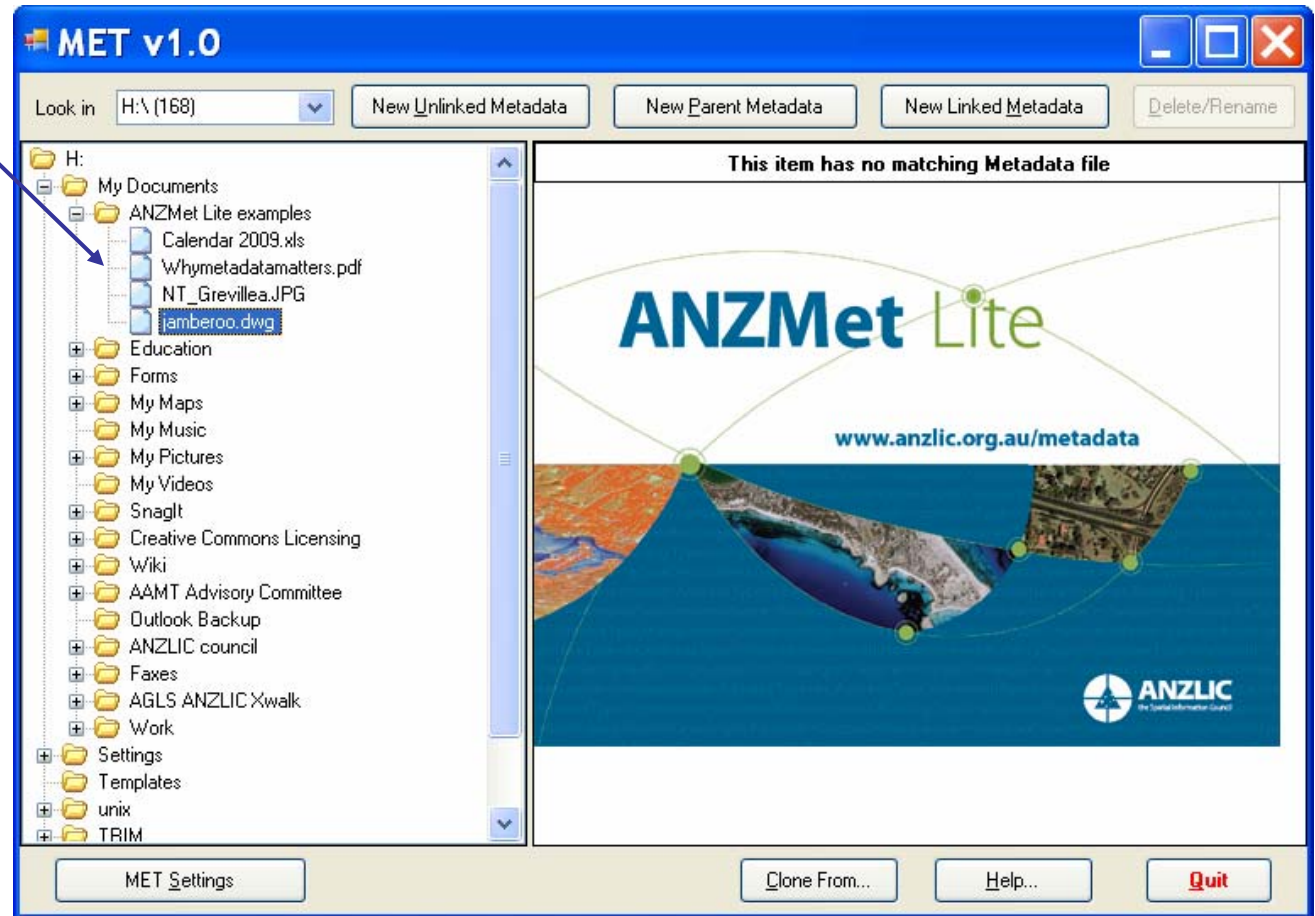 MET v1.0
Look in H:\ (168) New Unlinked Metadata New Parent Metadata New Linked Metadata Delete/Rename
H:
My Documents
ANZMet Lite examples
Calendar 2009.xls
Whymetadatamatters.pdf
NT_Grevillea.JPG
jamberoo.dwg
Education
Forms
My Maps
My Music
My Pictures
My Videos
SnagIt
Creative Commons Licensing
Wiki
AAMT Advisory Committee
Outlook Backup
ANZLIC council
Faxes
AGLS ANZLIC Xwalk
Work
Settings
Templates
unix
TRIM
This item has no matching Metadata file
ANZMet Lite
www.anzlic.org.au/metadata
ANZLIC
the Spatial Information Council
MET Settings Clone From... Help... Quit